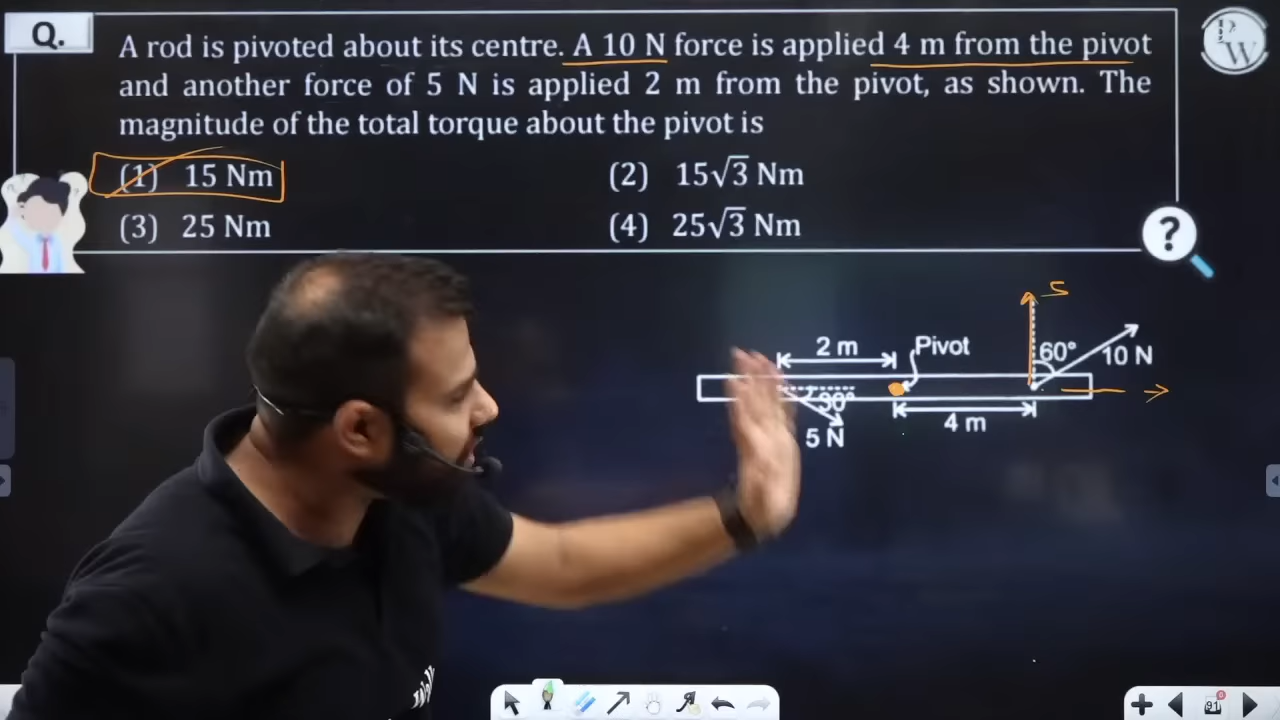 Q.
A rod is pivoted about its centre. A 10 N force is applied 4 m from the pivot
and another force of 5 N is applied 2 m from the pivot, as shown. The
magnitude of the total torque about the pivot is
(1) 15 Nm
(2) 15√3 Nm
(3) 25 Nm
(4) 25√3 Nm
?
P
W
5
2 m
Pivot
60°
10 N
30°
5 N
4 m
91